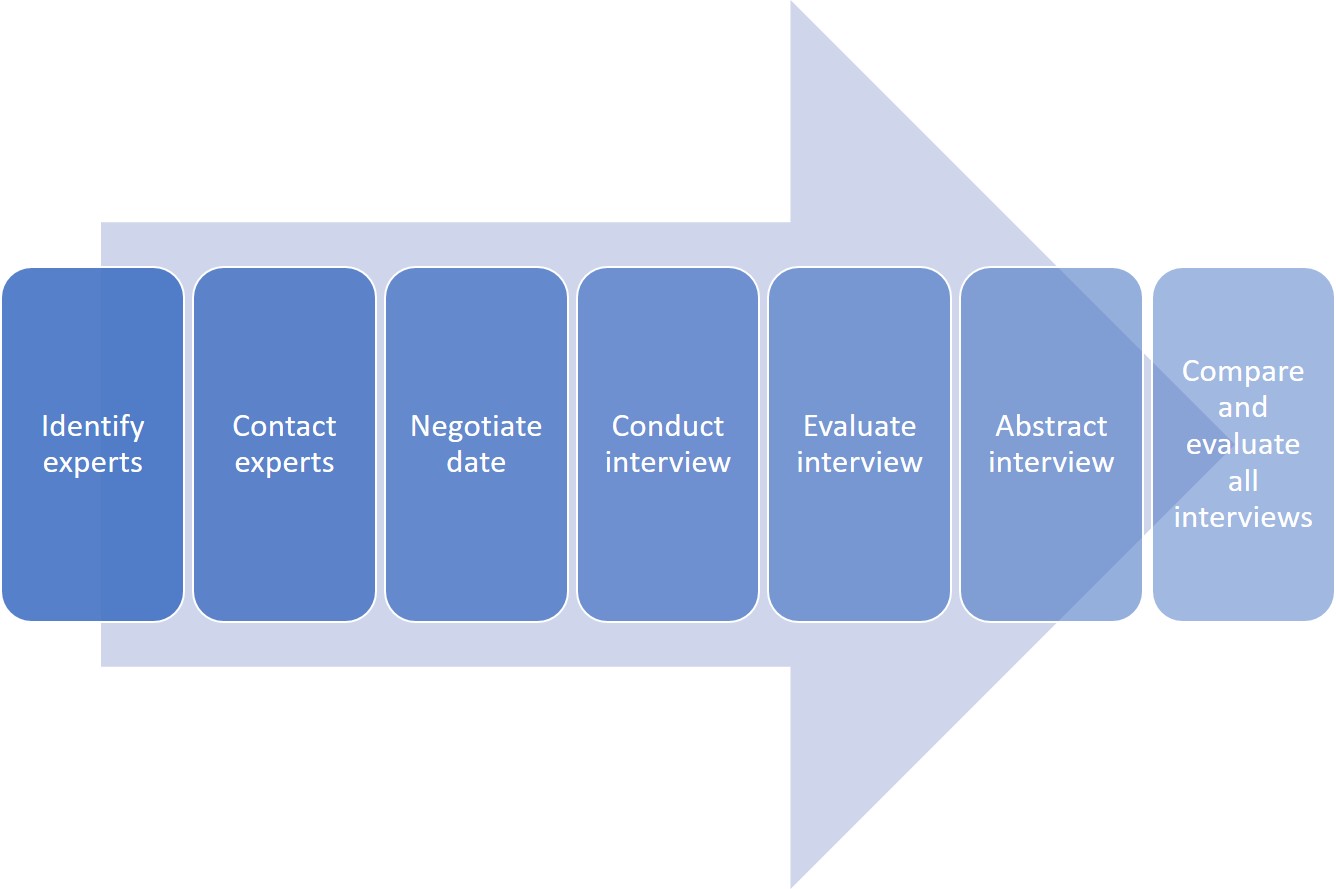 Identify
experts
Contact
experts
Negotiate
date
Conduct
interview
Evaluate
interview
Abstract
interview
Compare
and
evaluate
all
interviews